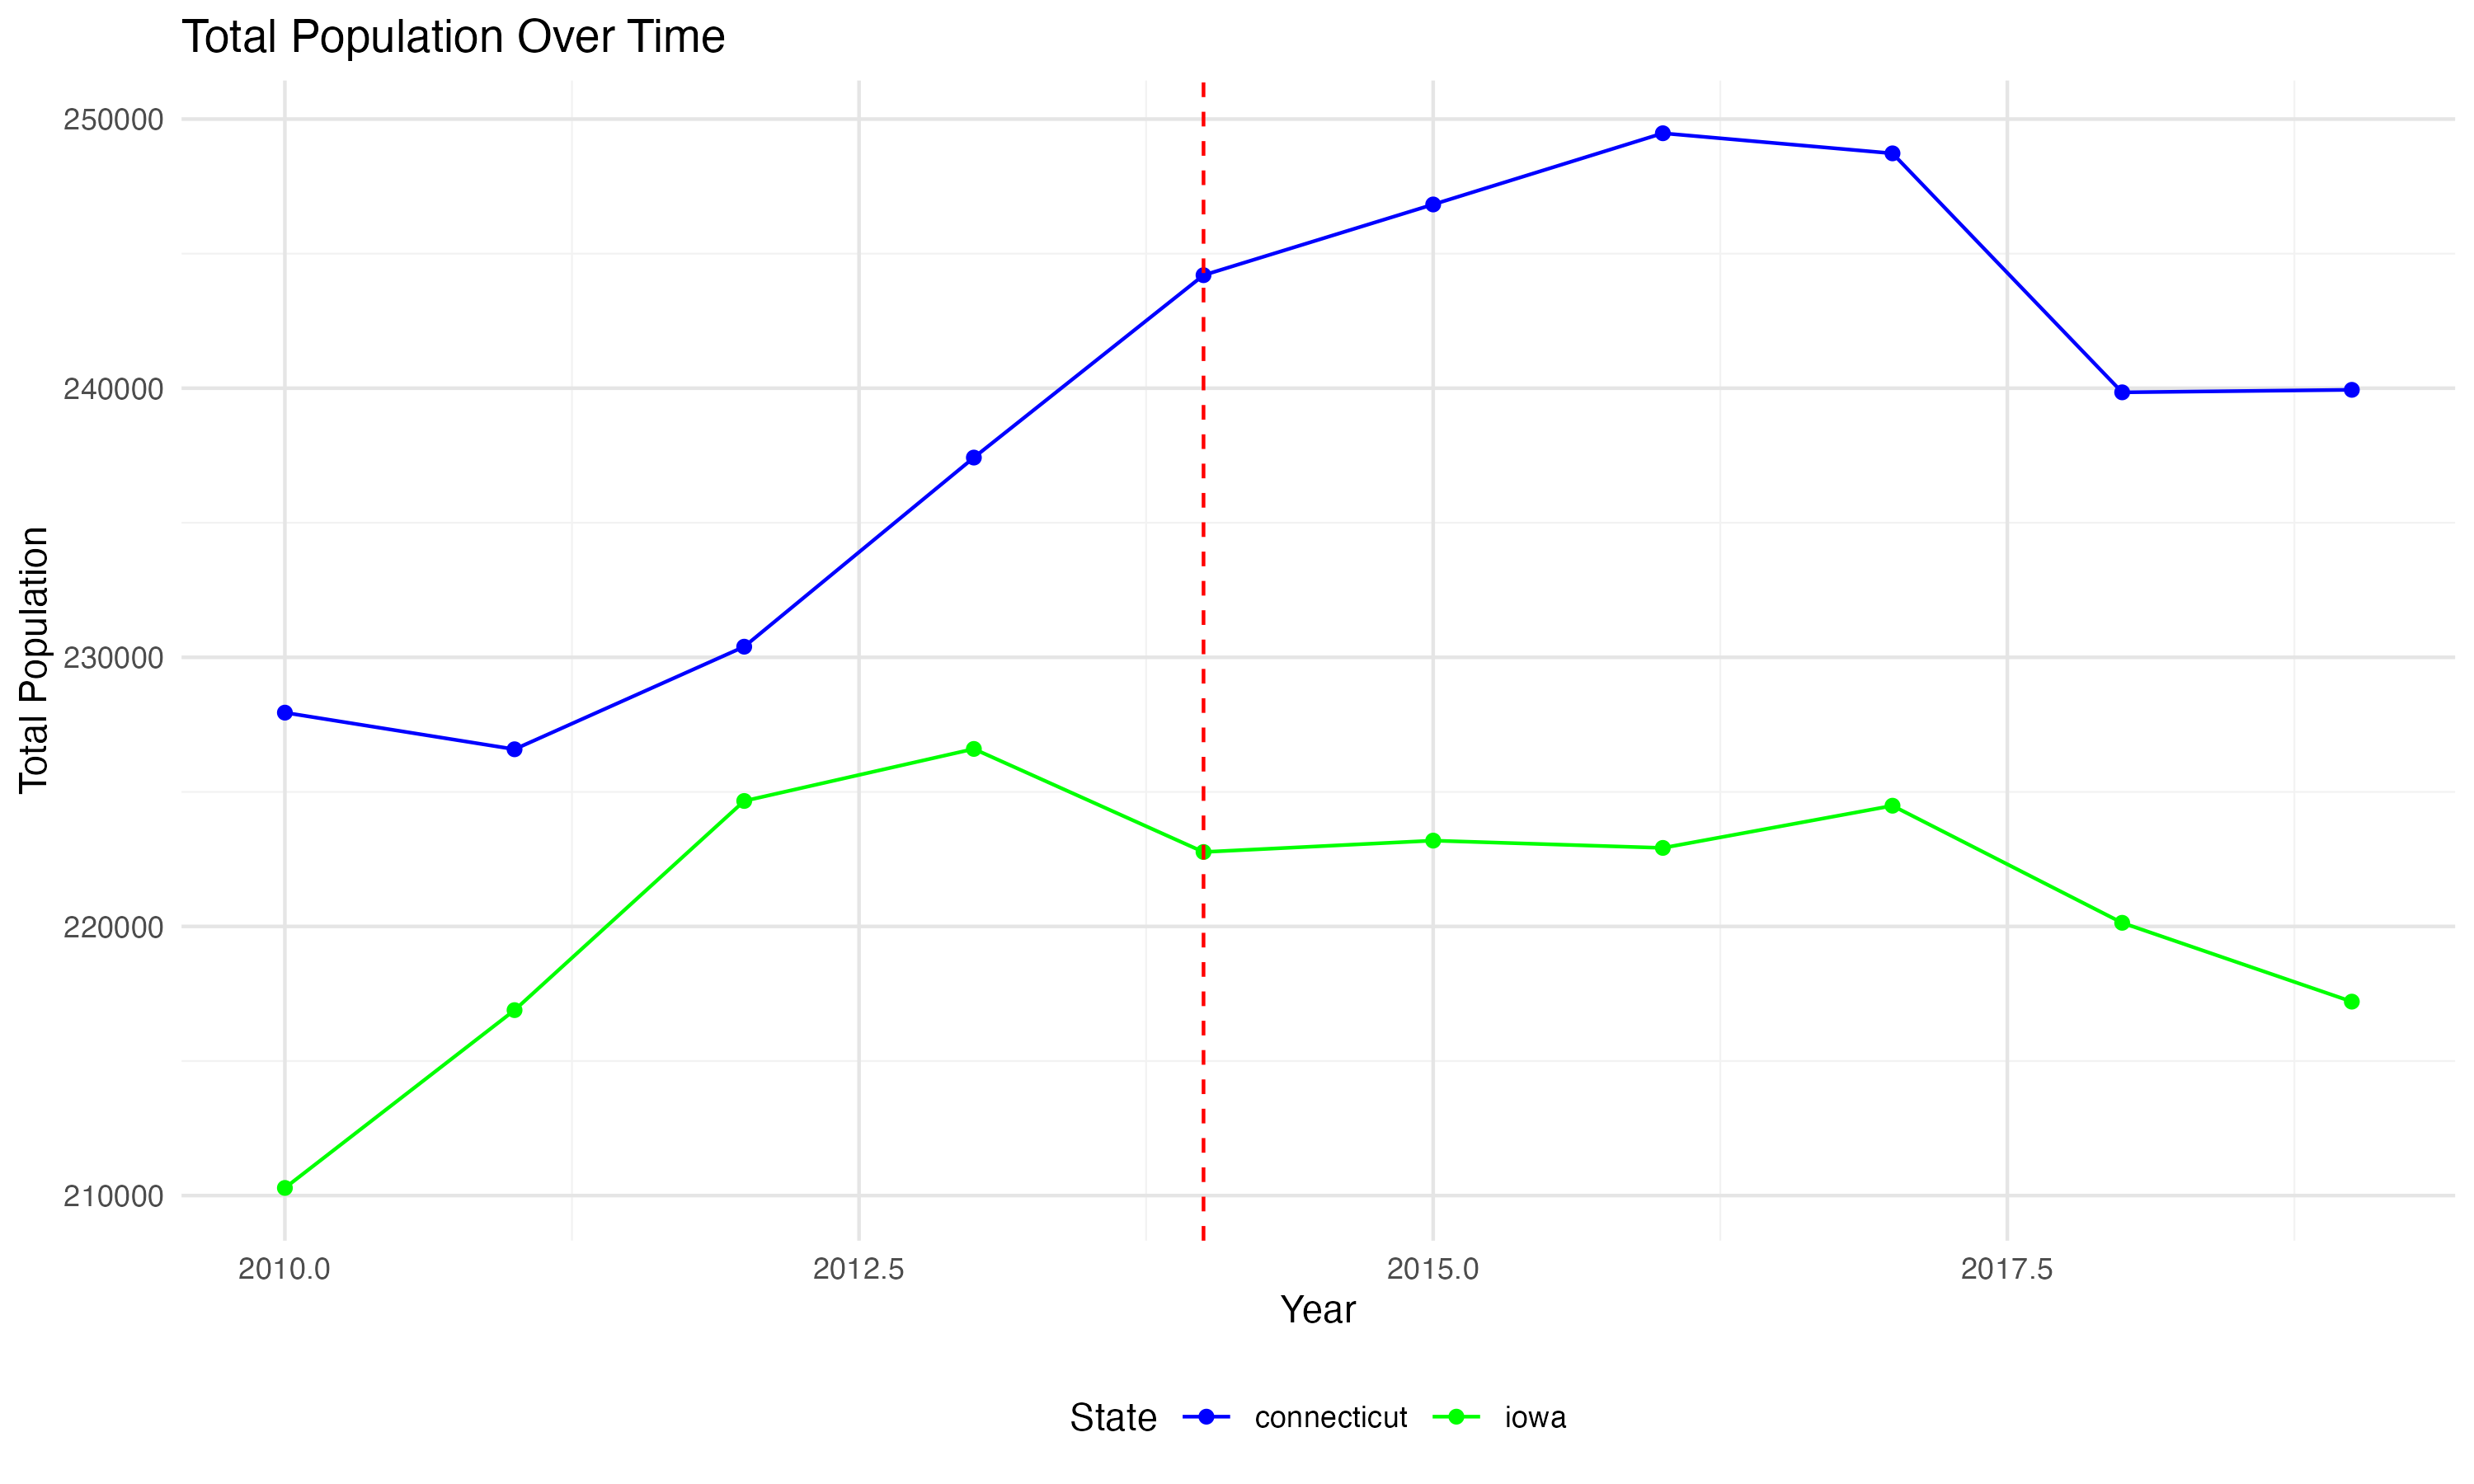 Total Population Over Time
250000
240000
230000
220000
210000
Total Population
2010.0 2012.5 2015.0 2017.5
Year
State connecticut iowa